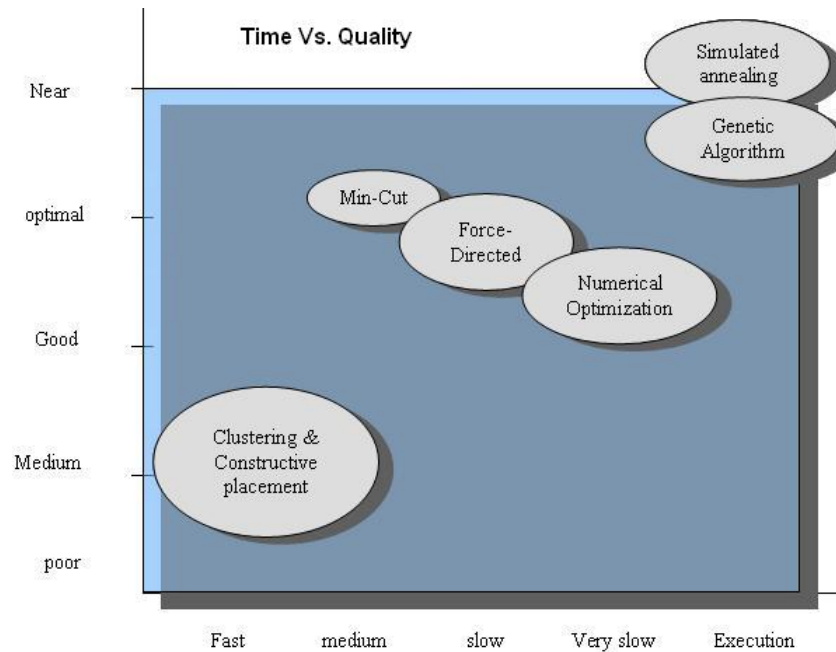 Time Vs. Quality
Simulated
annealing
Near
Genetic
Algorithm
Min-Cut
optimal
Force-
Directed
Numerical
Optimization
Good
Clustering &
Constructive
placement
Medium
poor
Fast medium slow Very slow Execution